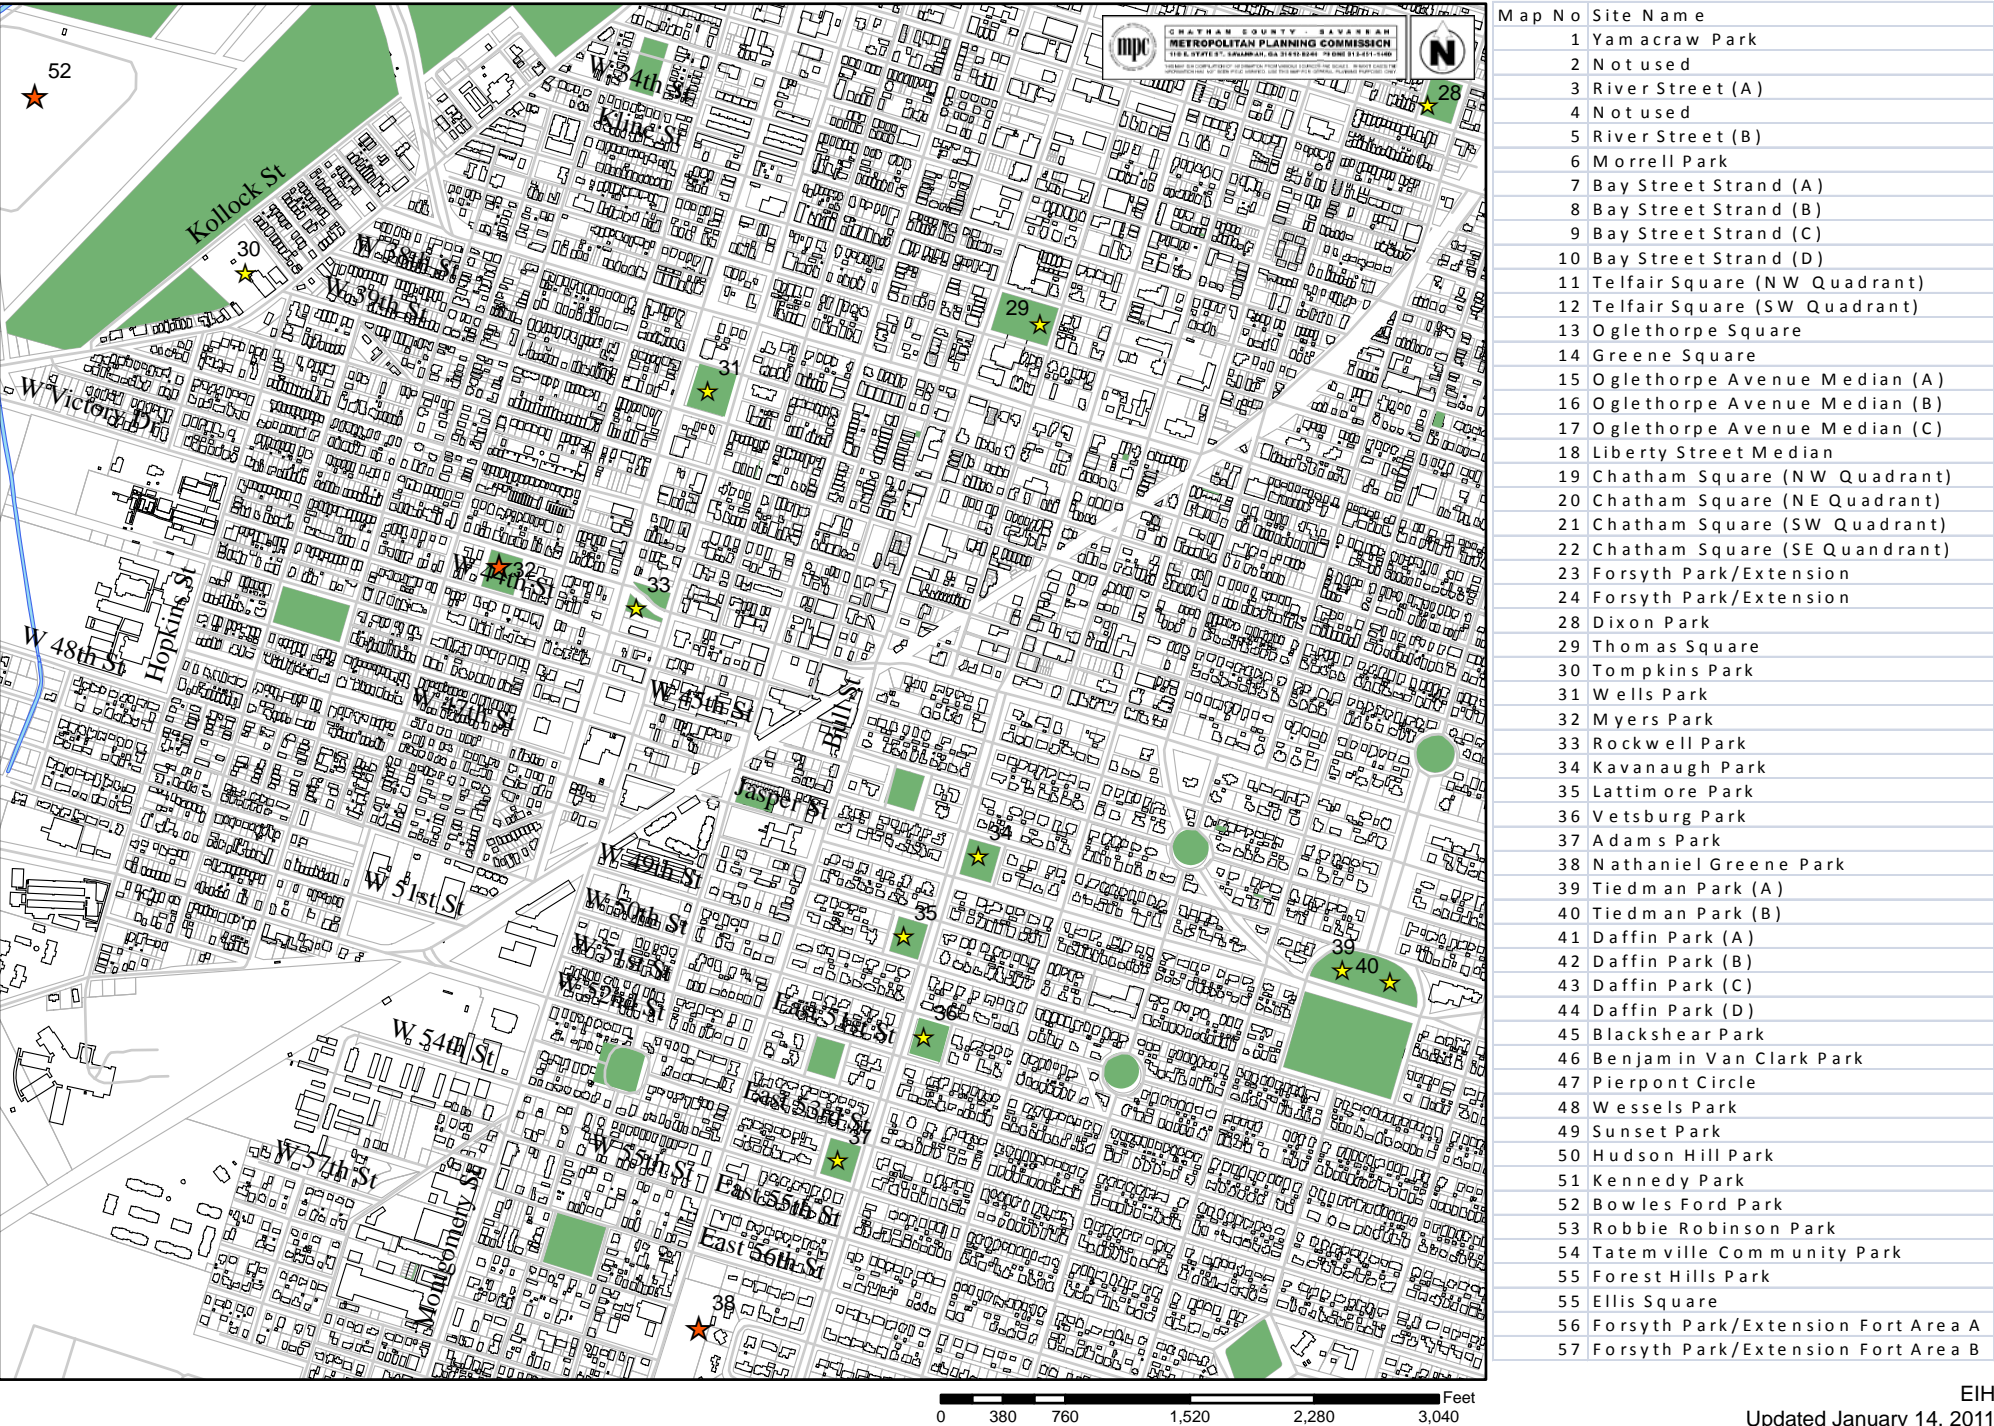 CHATHAM COUNTY - SAVANNAH
mpc
METROPOLITAN PLANNING COMMISSION
N
52
W 34th St
28
Kline St
Kollock St
30
W 38th St
W 39th St
29
31
W Victory Dr
W 44th St
32
33
Hopkins St
W 48th St
W 47th St
W 45th St
Bull St
Jasper St
34
W 49th St
W 51st St
W 50th St
35
W 51st St
39
40
W 52nd St
East 51st St
36
W 54th St
East 53rd St
37
W 55th St
W 57th St
East 55th St
Montgomery St
East 56th St
38
Map No Site Name
1 Yamacraw Park
2 Not used
3 River Street (A)
4 Not used
5 River Street (B)
6 Morrell Park
7 Bay Street Strand (A)
8 Bay Street Strand (B)
9 Bay Street Strand (C)
10 Bay Street Strand (D)
11 Telfair Square (NW Quadrant)
12 Telfair Square (SW Quadrant)
13 Oglethorpe Square
14 Greene Square
15 Oglethorpe Avenue Median (A)
16 Oglethorpe Avenue Median (B)
17 Oglethorpe Avenue Median (C)
18 Liberty Street Median
19 Chatham Square (NW Quadrant)
20 Chatham Square (NE Quadrant)
21 Chatham Square (SW Quadrant)
22 Chatham Square (SE Quandrant)
23 Forsyth Park/Extension
24 Forsyth Park/Extension
28 Dixon Park
29 Thomas Square
30 Tompkins Park
31 Wells Park
32 Myers Park
33 Rockwell Park
34 Kavanaugh Park
35 Lattimore Park
36 Vetsburg Park
37 Adams Park
38 Nathaniel Greene Park
39 Tiedman Park (A)
40 Tiedman Park (B)
41 Daffin Park (A)
42 Daffin Park (B)
43 Daffin Park (C)
44 Daffin Park (D)
45 Blackshear Park
46 Benjamin Van Clark Park
47 Pierpont Circle
48 Wessels Park
49 Sunset Park
50 Hudson Hill Park
51 Kennedy Park
52 Bowles Ford Park
53 Robbie Robinson Park
54 Tatemville Community Park
55 Forest Hills Park
55 Ellis Square
56 Forsyth Park/Extension Fort Area A
57 Forsyth Park/Extension Fort Area B
Feet
0 380 760 1,520 2,280 3,040
EIH
Updated January 14, 2011